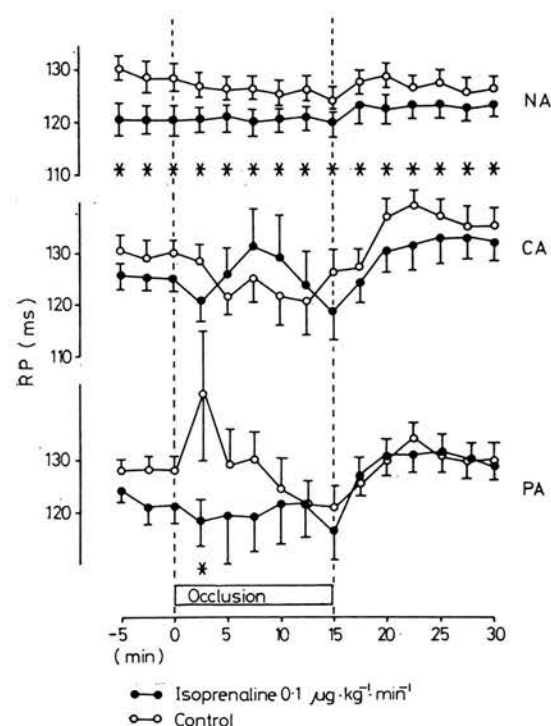 130
120
110
NA
* * * * * * * * * * * * * * *
130
120
110
CA
RP (ms)
130
120
PA
*
Occlusion
-5 0 5 10 15 20 25 30
(min)
Isoprenaline 0·1 µg·kg⁻¹·min⁻¹
Control